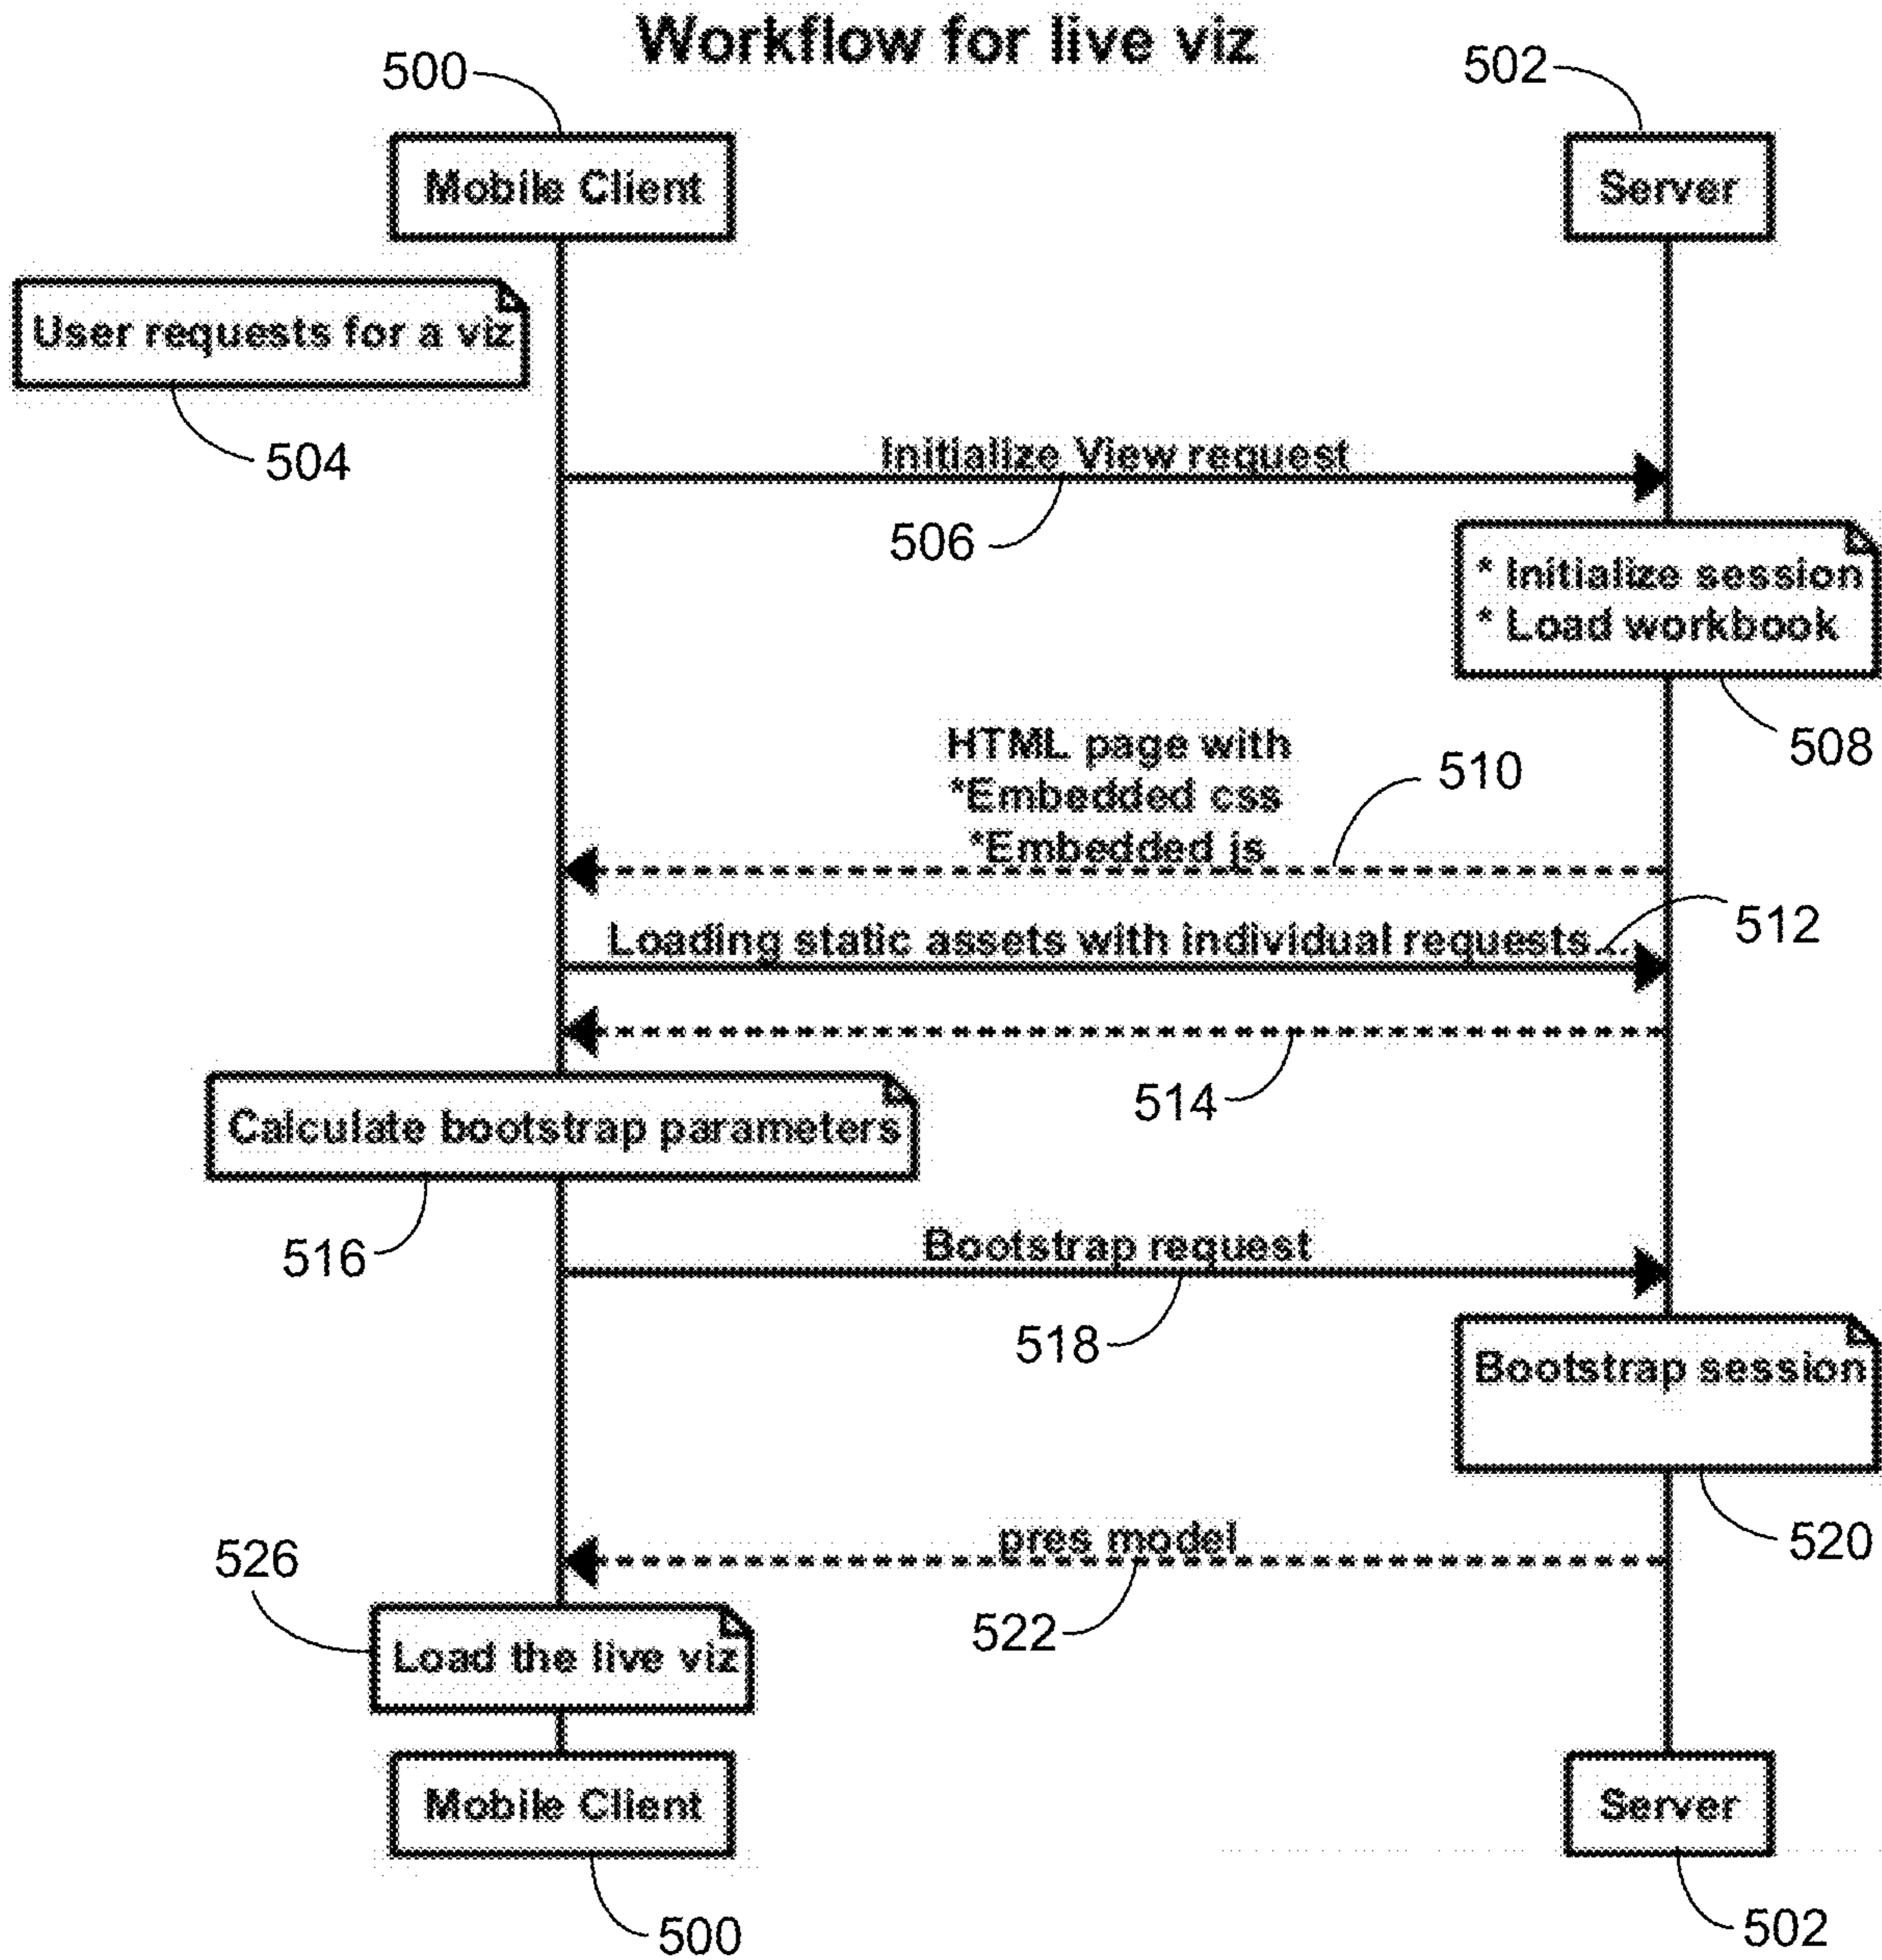 Workflow for live viz
500
502
Mobile Client
Server
User requests for a viz
504
Initialize View request
506
* Initialize session
* Load workbook
508
HTML page with
*Embedded css
*Embedded js
510
Loading static assets with individual requests...
512
514
Calculate bootstrap parameters
516
Bootstrap request
518
Bootstrap session
520
pres model
522
526
Load the live viz
Mobile Client
Server
500
502